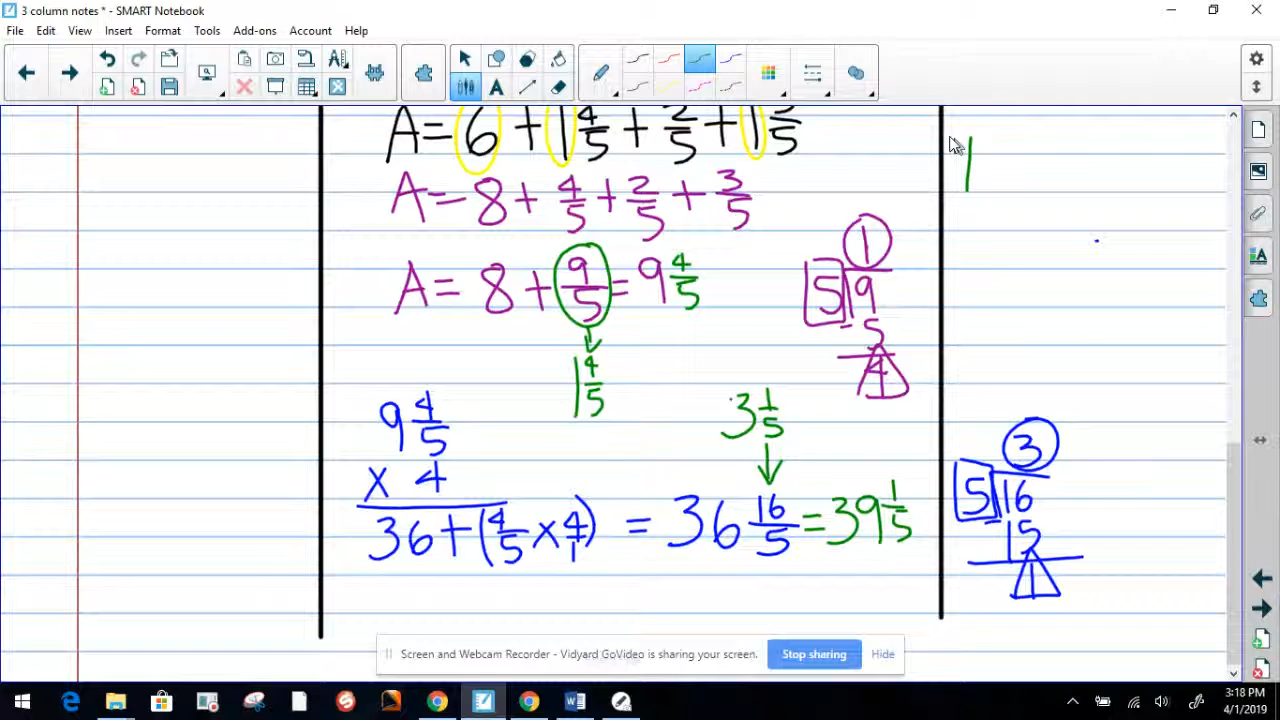 3 column notes * - SMART Notebook
File Edit View Insert Format Tools Add-ons Account Help
A= 6 + 1 4/5 + 2/5 + 1 3/5
A= 8 + 4/5 + 2/5 + 3/5
A= 8 + 9/5 = 9 4/5
1 4/5
1
5 9
- 5
4
9 4/5
x 4
36 + (4/5 x 4/1) = 36 16/5 = 39 1/5
3 1/5
3
5 16
- 15
1
Screen and Webcam Recorder - Vidyard GoVideo is sharing your screen. Stop sharing Hide
3:18 PM
4/1/2019